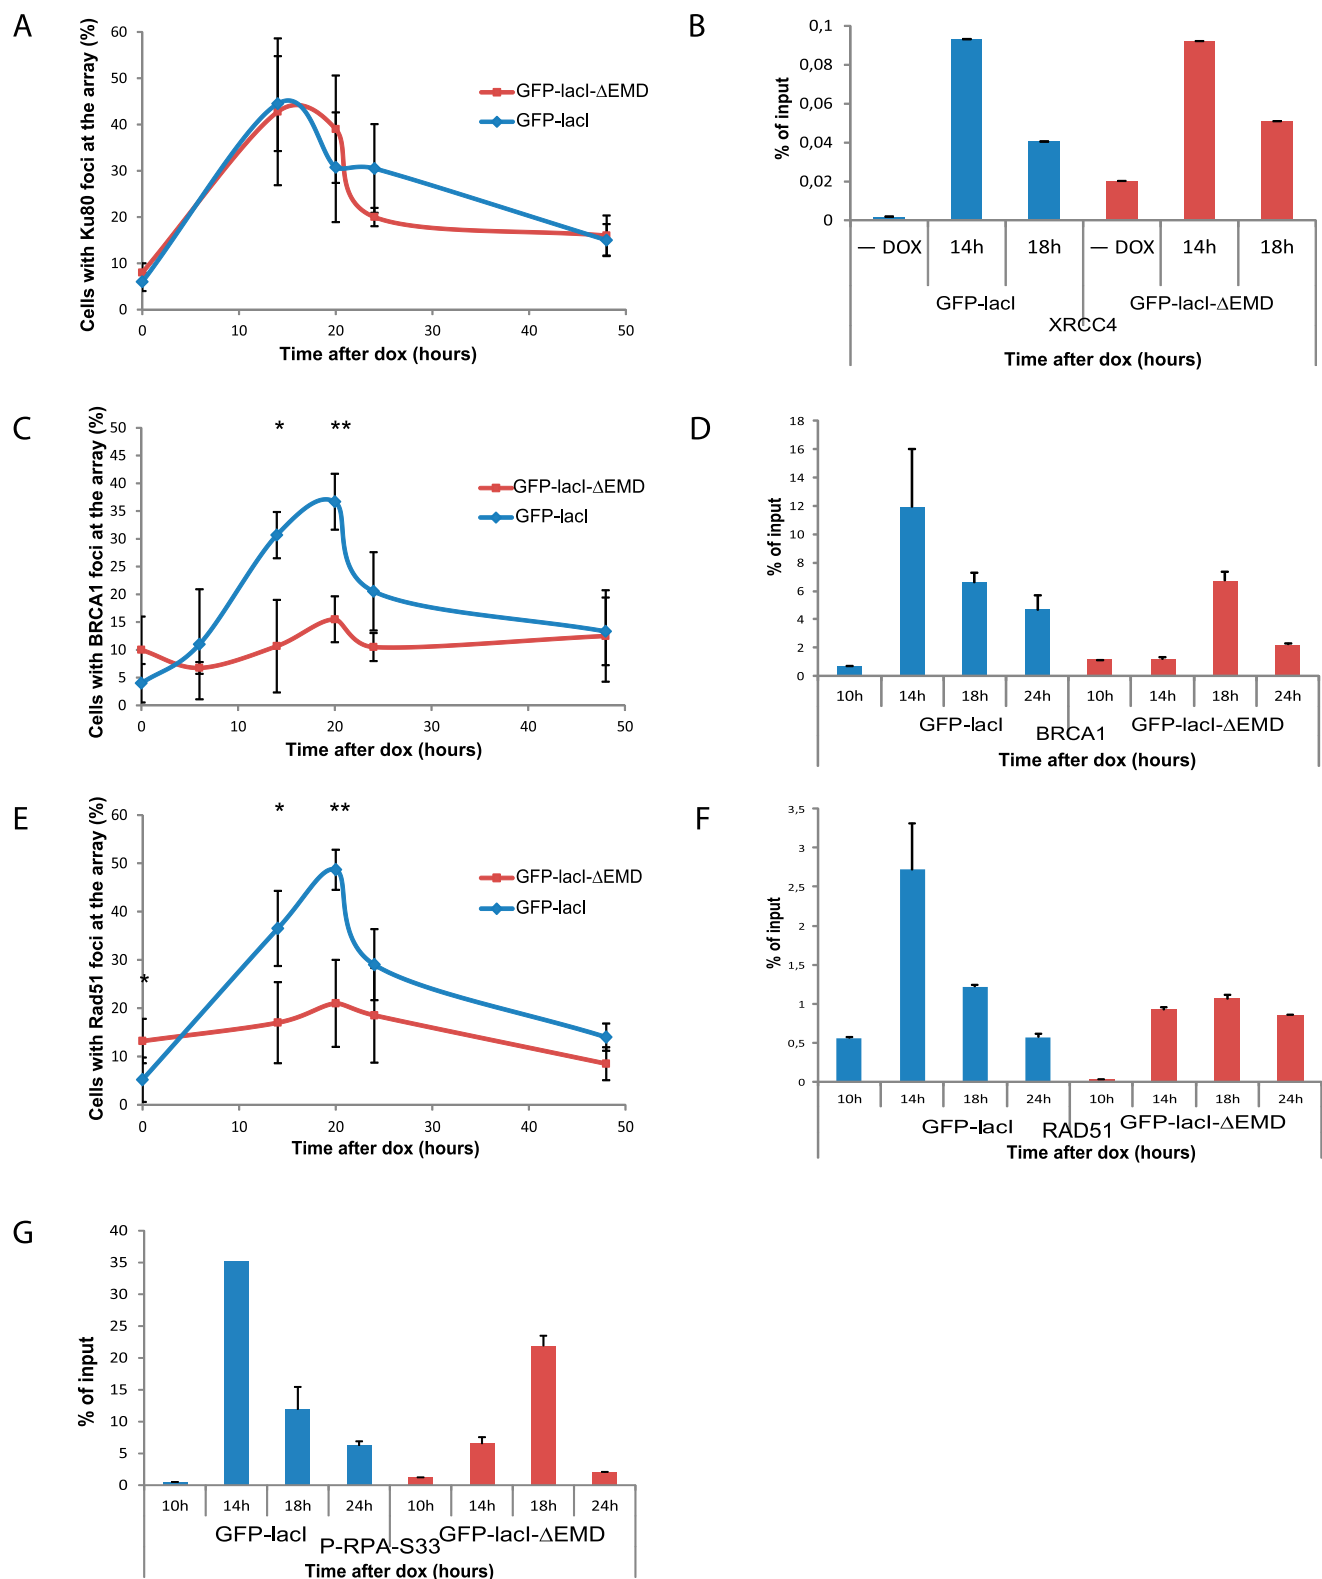 A
Cells with Ku80 foci at the array (%)
60
50
40
30
20
10
0
0 10 20 30 40 50
Time after dox (hours)
GFP-lacI-ΔEMD
GFP-lacI
B
% of input
0,1
0,08
0,06
0,04
0,02
0
— DOX 14h 18h — DOX 14h 18h
GFP-lacI GFP-lacI-ΔEMD
XRCC4
Time after dox (hours)
C
Cells with BRCA1 foci at the array (%)
50
45
40
35
30
25
20
15
10
5
0
0 10 20 30 40 50
Time after dox (hours)
* **
GFP-lacI-ΔEMD
GFP-lacI
D
% of input
18
16
14
12
10
8
6
4
2
0
10h 14h 18h 24h 10h 14h 18h 24h
GFP-lacI GFP-lacI-ΔEMD
BRCA1
Time after dox (hours)
E
Cells with Rad51 foci at the array (%)
60
50
40
30
20
10
0
0 10 20 30 40 50
Time after dox (hours)
* * **
GFP-lacI-ΔEMD
GFP-lacI
F
% of input
3,5
3
2,5
2
1,5
1
0,5
0
10h 14h 18h 24h 10h 14h 18h 24h
GFP-lacI GFP-lacI-ΔEMD
RAD51
Time after dox (hours)
G
% of input
40
35
30
25
20
15
10
5
0
10h 14h 18h 24h 10h 14h 18h 24h
GFP-lacI GFP-lacI-ΔEMD
P-RPA-S33
Time after dox (hours)